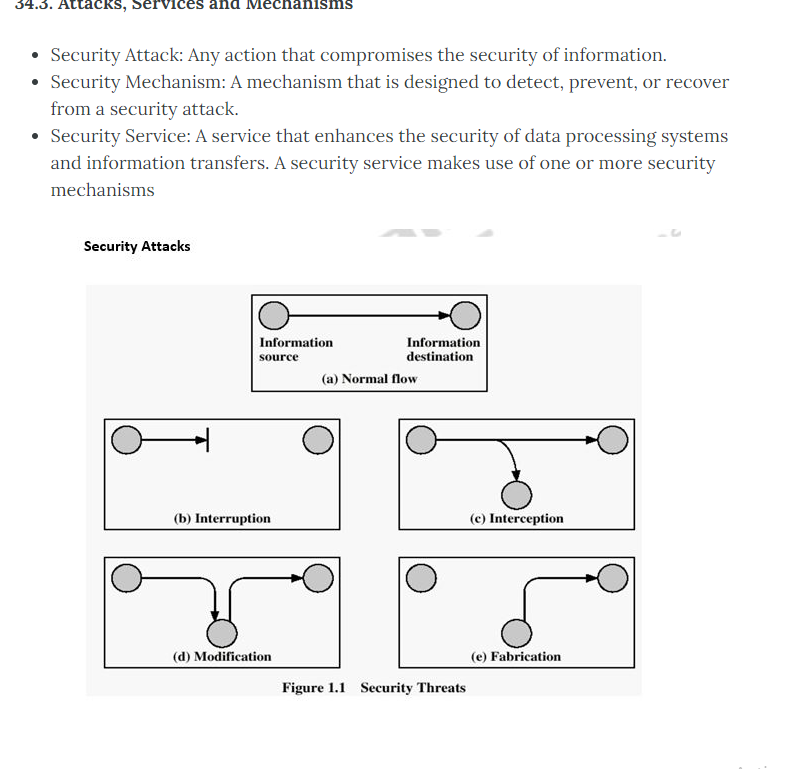 34.3. Attacks, Services and Mechanisms
Security Attack: Any action that compromises the security of information.
Security Mechanism: A mechanism that is designed to detect, prevent, or recover
from a security attack.
Security Service: A service that enhances the security of data processing systems
and information transfers. A security service makes use of one or more security
mechanisms
Security Attacks
Information
source
Information
destination
(a) Normal flow
(b) Interruption
(c) Interception
(d) Modification
(e) Fabrication
Figure 1.1 Security Threats